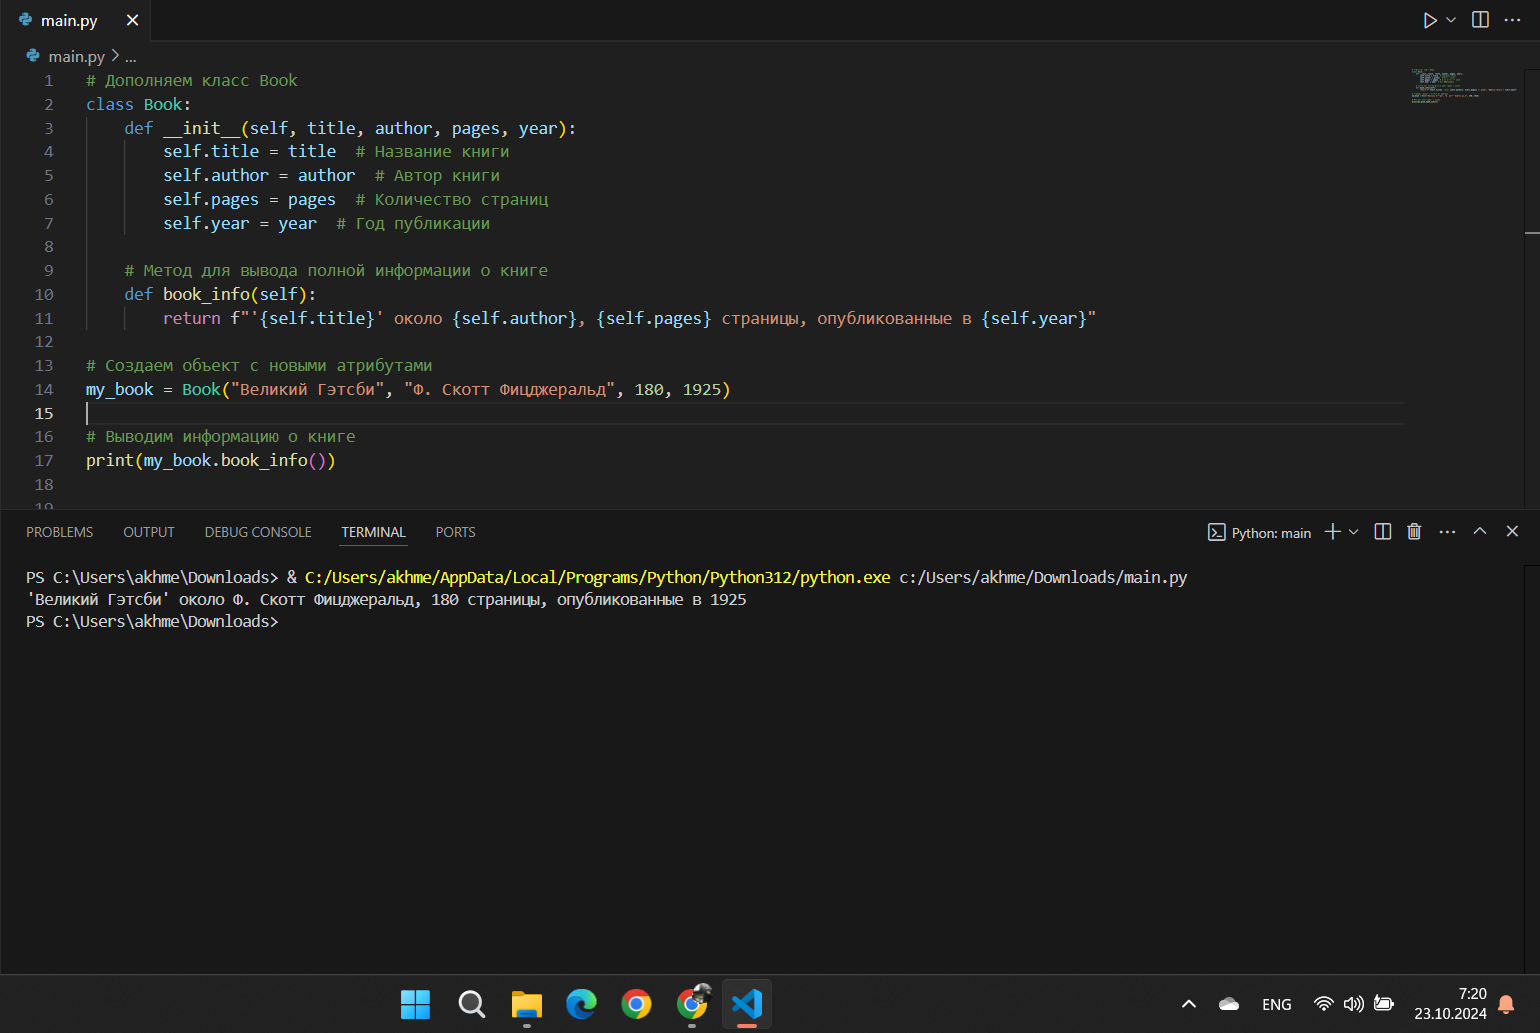 main.py
main.py > ...
1 # Дополняем класс Book
2 class Book:
3 def __init__(self, title, author, pages, year):
4 self.title = title # Название книги
5 self.author = author # Автор книги
6 self.pages = pages # Количество страниц
7 self.year = year # Год публикации
8
9 # Метод для вывода полной информации о книге
10 def book_info(self):
11 return f"'{self.title}' около {self.author}, {self.pages} страницы, опубликованные в {self.year}"
12
13 # Создаем объект с новыми атрибутами
14 my_book = Book("Великий Гэтсби", "Ф. Скотт Фицджеральд", 180, 1925)
15
16 # Выводим информацию о книге
17 print(my_book.book_info())
18
19
PROBLEMS OUTPUT DEBUG CONSOLE TERMINAL PORTS Python: main
PS C:\Users\akhme\Downloads> & C:/Users/akhme/AppData/Local/Programs/Python/Python312/python.exe c:/Users/akhme/Downloads/main.py
'Великий Гэтсби' около Ф. Скотт Фицджеральд, 180 страницы, опубликованные в 1925
PS C:\Users\akhme\Downloads>
ENG 7:20
23.10.2024